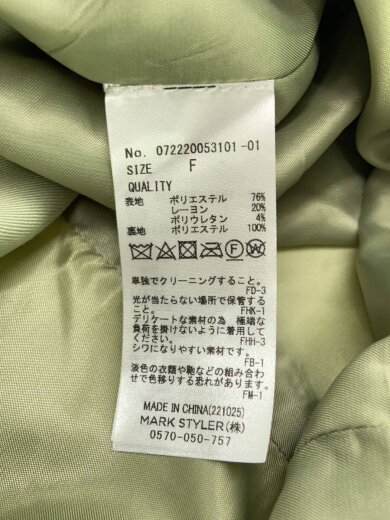 No. 072220053101-01
SIZE F
QUALITY
表地 ポリエステル 76%
レーヨン 20%
ポリウレタン 4%
裏地 ポリエステル 100%
単独でクリーニングすること。
FD-3
光が当たらない場所で保管する
こと。 FHK-1
デリケートな素材の為 極端な
負荷を掛けないように着用して
ください。 FHH-3
シワになりやすい素材です。
FB-1
淡色の衣類や鞄などの組み合わ
せで色移りする恐れがあります。
FM-1
MADE IN CHINA(221025)
MARK STYLER(株)
0570-050-757